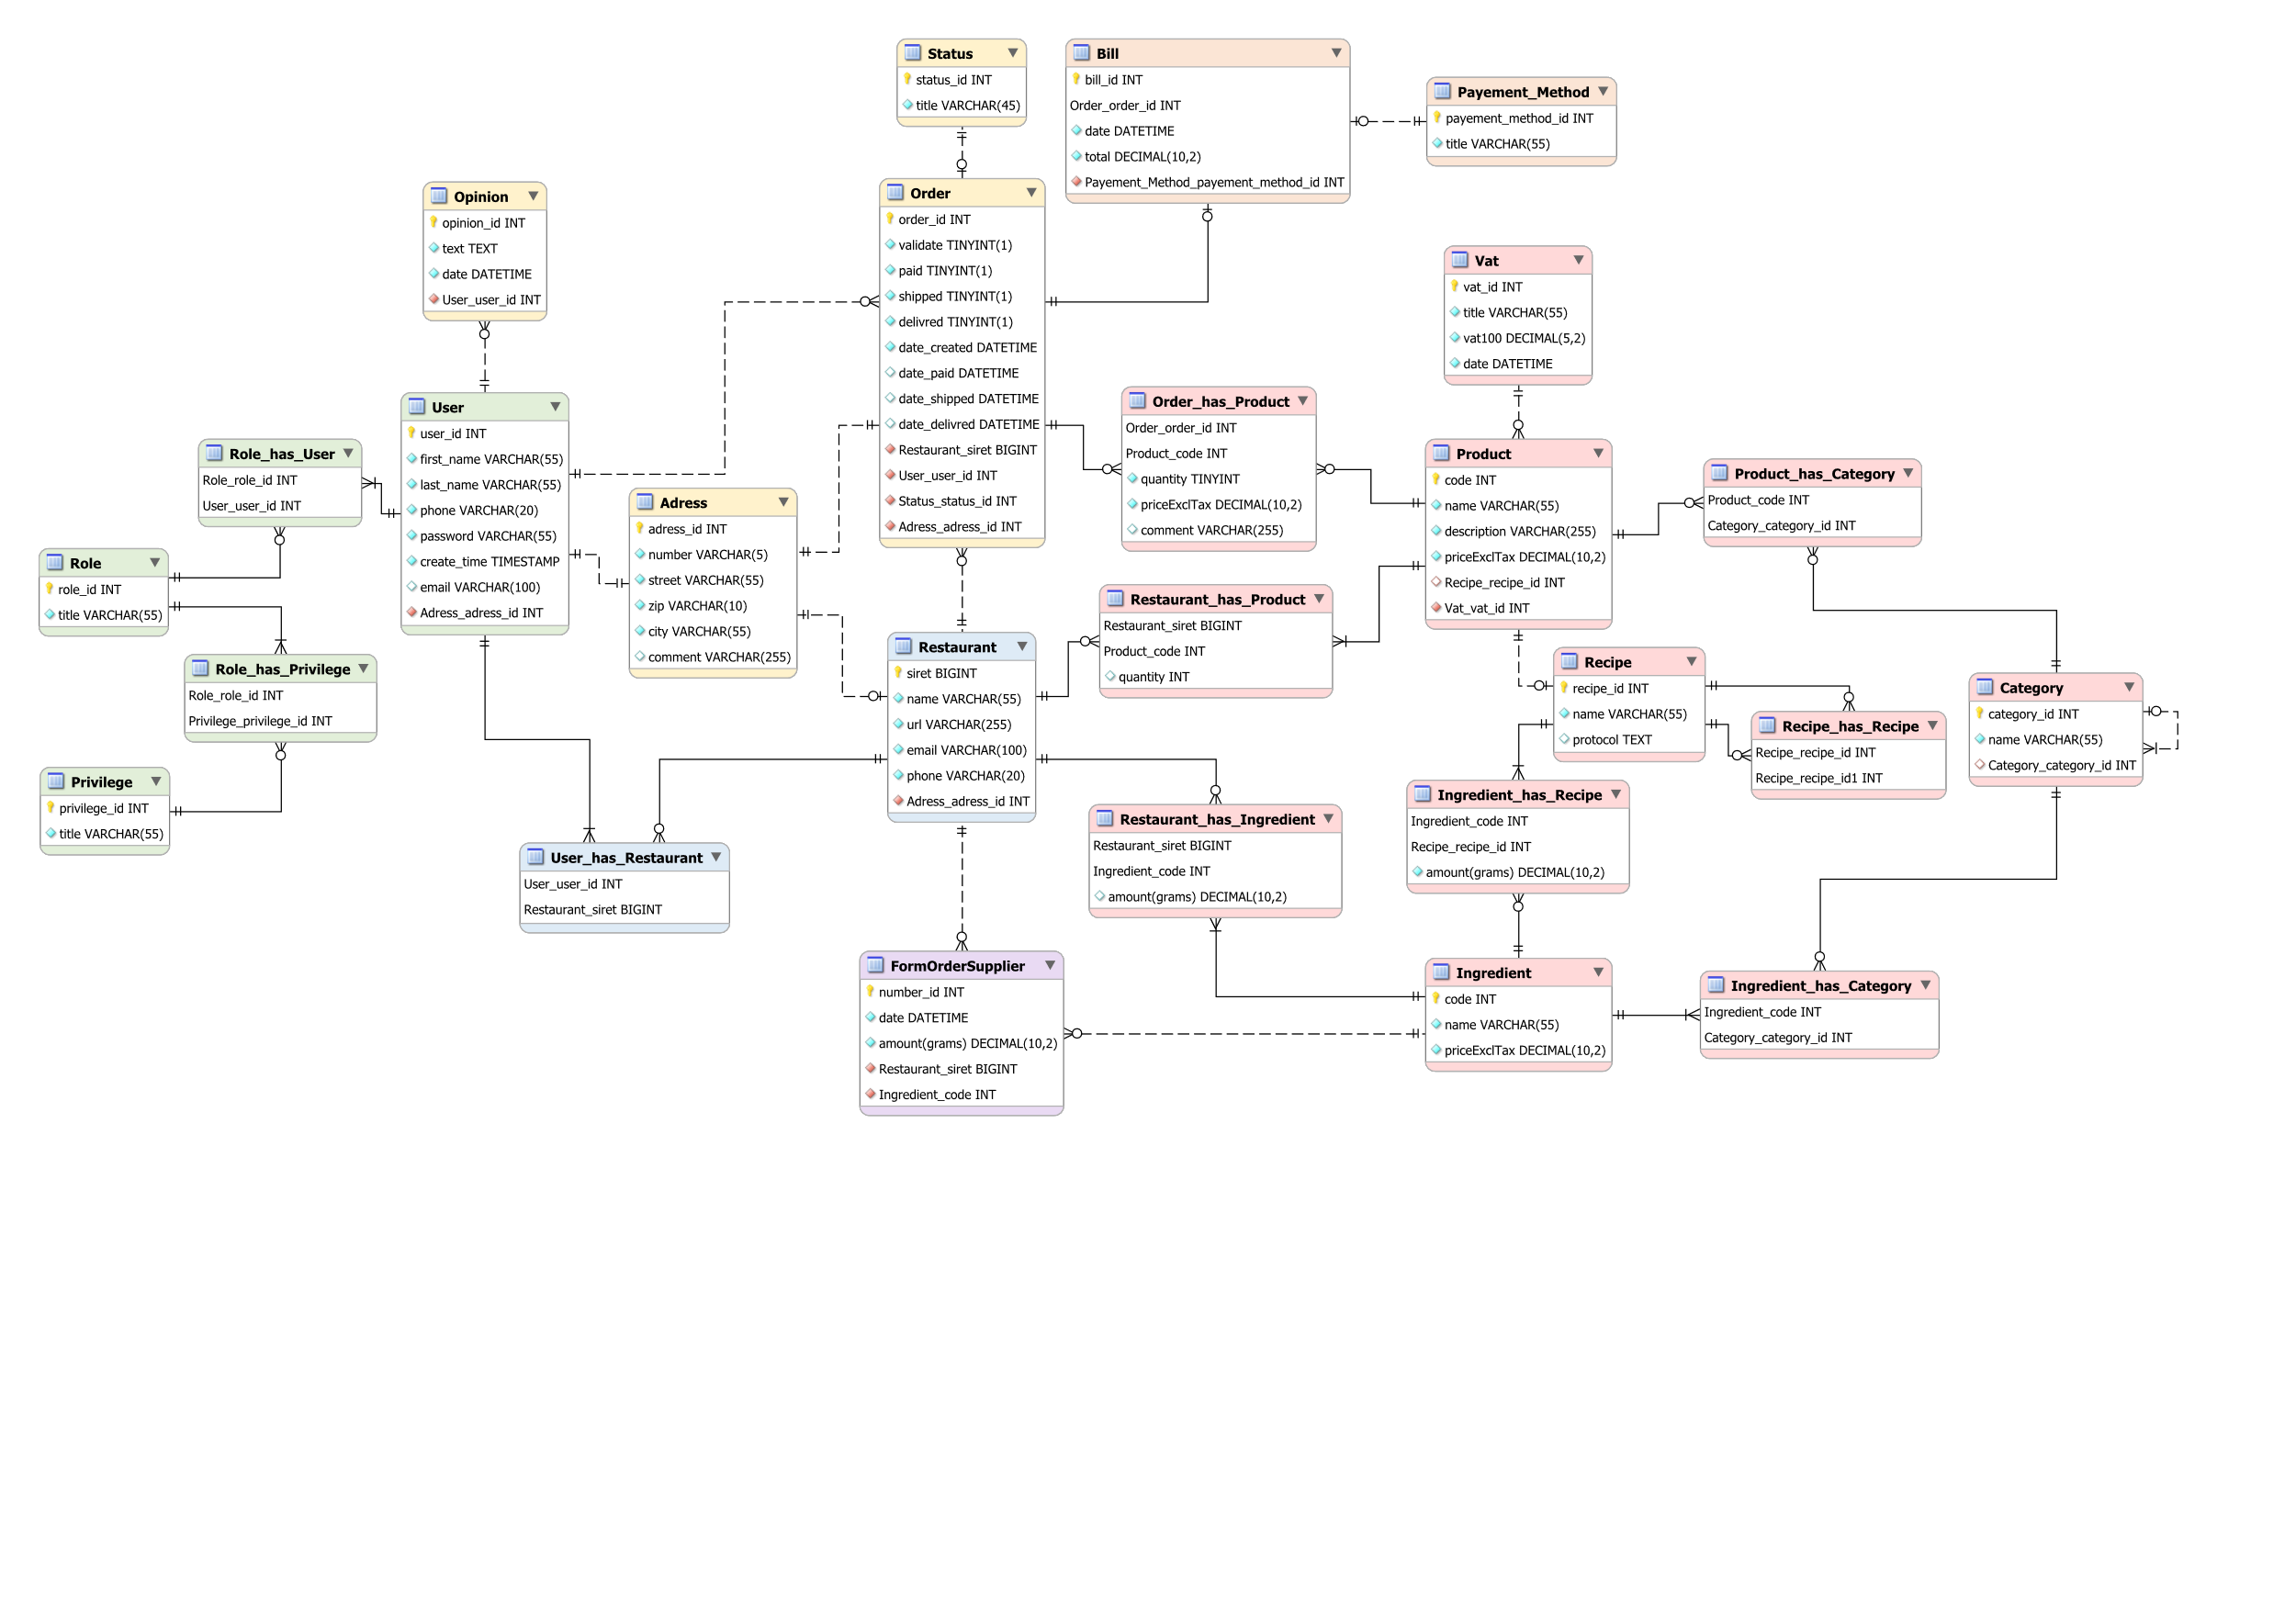 Status
status_id INT
title VARCHAR(45)
Bill
bill_id INT
Order_order_id INT
date DATETIME
total DECIMAL(10,2)
Payement_Method_payement_method_id INT
Payement_Method
payement_method_id INT
title VARCHAR(55)
Opinion
opinion_id INT
text TEXT
date DATETIME
User_user_id INT
Order
order_id INT
validate TINYINT(1)
paid TINYINT(1)
shipped TINYINT(1)
delivred TINYINT(1)
date_created DATETIME
date_paid DATETIME
date_shipped DATETIME
date_delivred DATETIME
Restaurant_siret BIGINT
User_user_id INT
Status_status_id INT
Adress_adress_id INT
Vat
vat_id INT
title VARCHAR(55)
vat100 DECIMAL(5,2)
date DATETIME
User
user_id INT
first_name VARCHAR(55)
last_name VARCHAR(55)
phone VARCHAR(20)
password VARCHAR(55)
create_time TIMESTAMP
email VARCHAR(100)
Adress_adress_id INT
Order_has_Product
Order_order_id INT
Product_code INT
quantity TINYINT
priceExclTax DECIMAL(10,2)
comment VARCHAR(255)
Role_has_User
Role_role_id INT
User_user_id INT
Product
code INT
name VARCHAR(55)
description VARCHAR(255)
priceExclTax DECIMAL(10,2)
Recipe_recipe_id INT
Vat_vat_id INT
Product_has_Category
Product_code INT
Category_category_id INT
Adress
adress_id INT
number VARCHAR(5)
street VARCHAR(55)
zip VARCHAR(10)
city VARCHAR(55)
comment VARCHAR(255)
Role
role_id INT
title VARCHAR(55)
Restaurant_has_Product
Restaurant_siret BIGINT
Product_code INT
quantity INT
Restaurant
siret BIGINT
name VARCHAR(55)
url VARCHAR(255)
email VARCHAR(100)
phone VARCHAR(20)
Adress_adress_id INT
Role_has_Privilege
Role_role_id INT
Privilege_privilege_id INT
Recipe
recipe_id INT
name VARCHAR(55)
protocol TEXT
Category
category_id INT
name VARCHAR(55)
Category_category_id INT
Recipe_has_Recipe
Recipe_recipe_id INT
Recipe_recipe_id1 INT
Privilege
privilege_id INT
title VARCHAR(55)
Ingredient_has_Recipe
Ingredient_code INT
Recipe_recipe_id INT
amount(grams) DECIMAL(10,2)
Restaurant_has_Ingredient
Restaurant_siret BIGINT
Ingredient_code INT
amount(grams) DECIMAL(10,2)
User_has_Restaurant
User_user_id INT
Restaurant_siret BIGINT
FormOrderSupplier
number_id INT
date DATETIME
amount(grams) DECIMAL(10,2)
Restaurant_siret BIGINT
Ingredient_code INT
Ingredient
code INT
name VARCHAR(55)
priceExclTax DECIMAL(10,2)
Ingredient_has_Category
Ingredient_code INT
Category_category_id INT